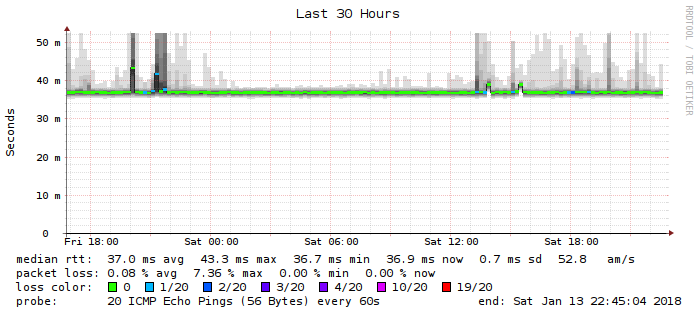 Last 30 Hours
RRDTOOL / TOBI OETIKER
Seconds
50 m
40 m
30 m
20 m
10 m
0
Fri 18:00 Sat 00:00 Sat 06:00 Sat 12:00 Sat 18:00
median rtt: 37.0 ms avg 43.3 ms max 36.7 ms min 36.9 ms now 0.7 ms sd 52.8 am/s
packet loss: 0.08 % avg 7.36 % max 0.00 % min 0.00 % now
loss color: 0 1/20 2/20 3/20 4/20 10/20 19/20
probe: 20 ICMP Echo Pings (56 Bytes) every 60s end: Sat Jan 13 22:45:04 2018